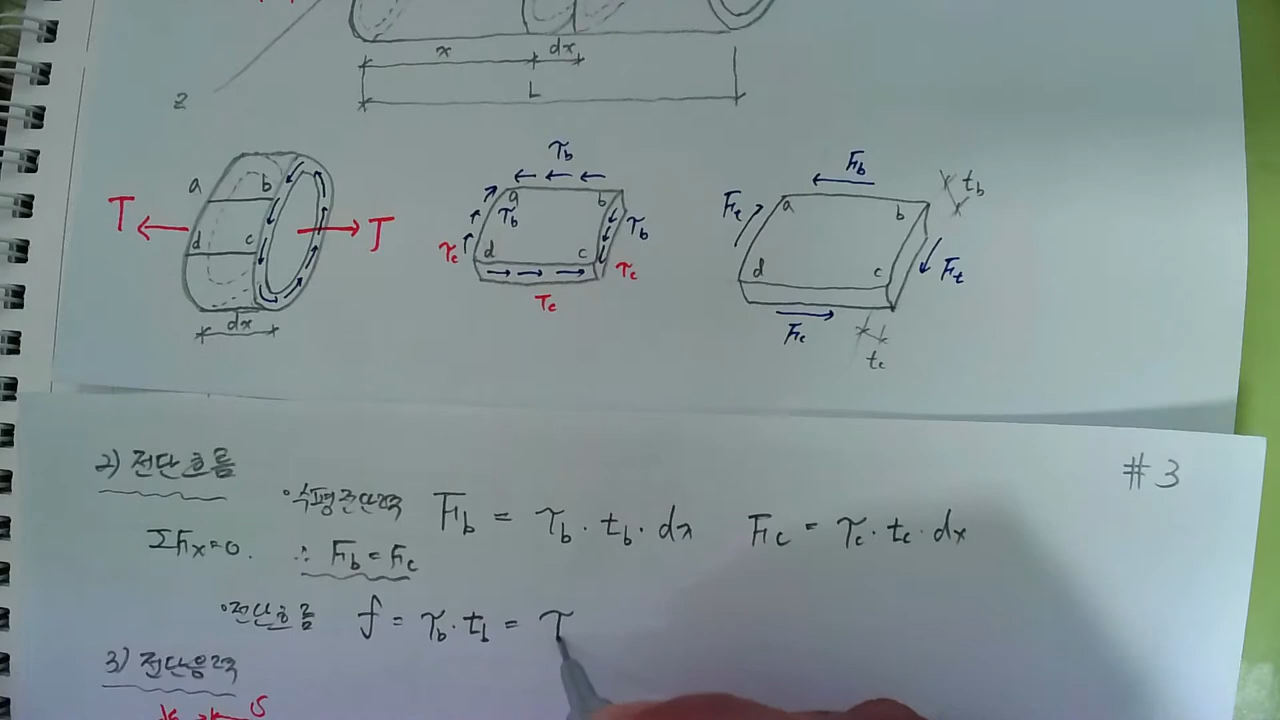 x dx
L
z
τb
a b T T d c dx
a b τb τb τc d c τc
τc
Fb tb
Ft a b
d c Ft
Fc tc
#3
2) 전단흐름
◦수평전단력 Fb = τb · tb · dx Fc = τc · tc · dx
ΣFx=0. ∴ Fb = Fc
◦전단흐름 f = τb · tb = τ
3) 전단응력
S